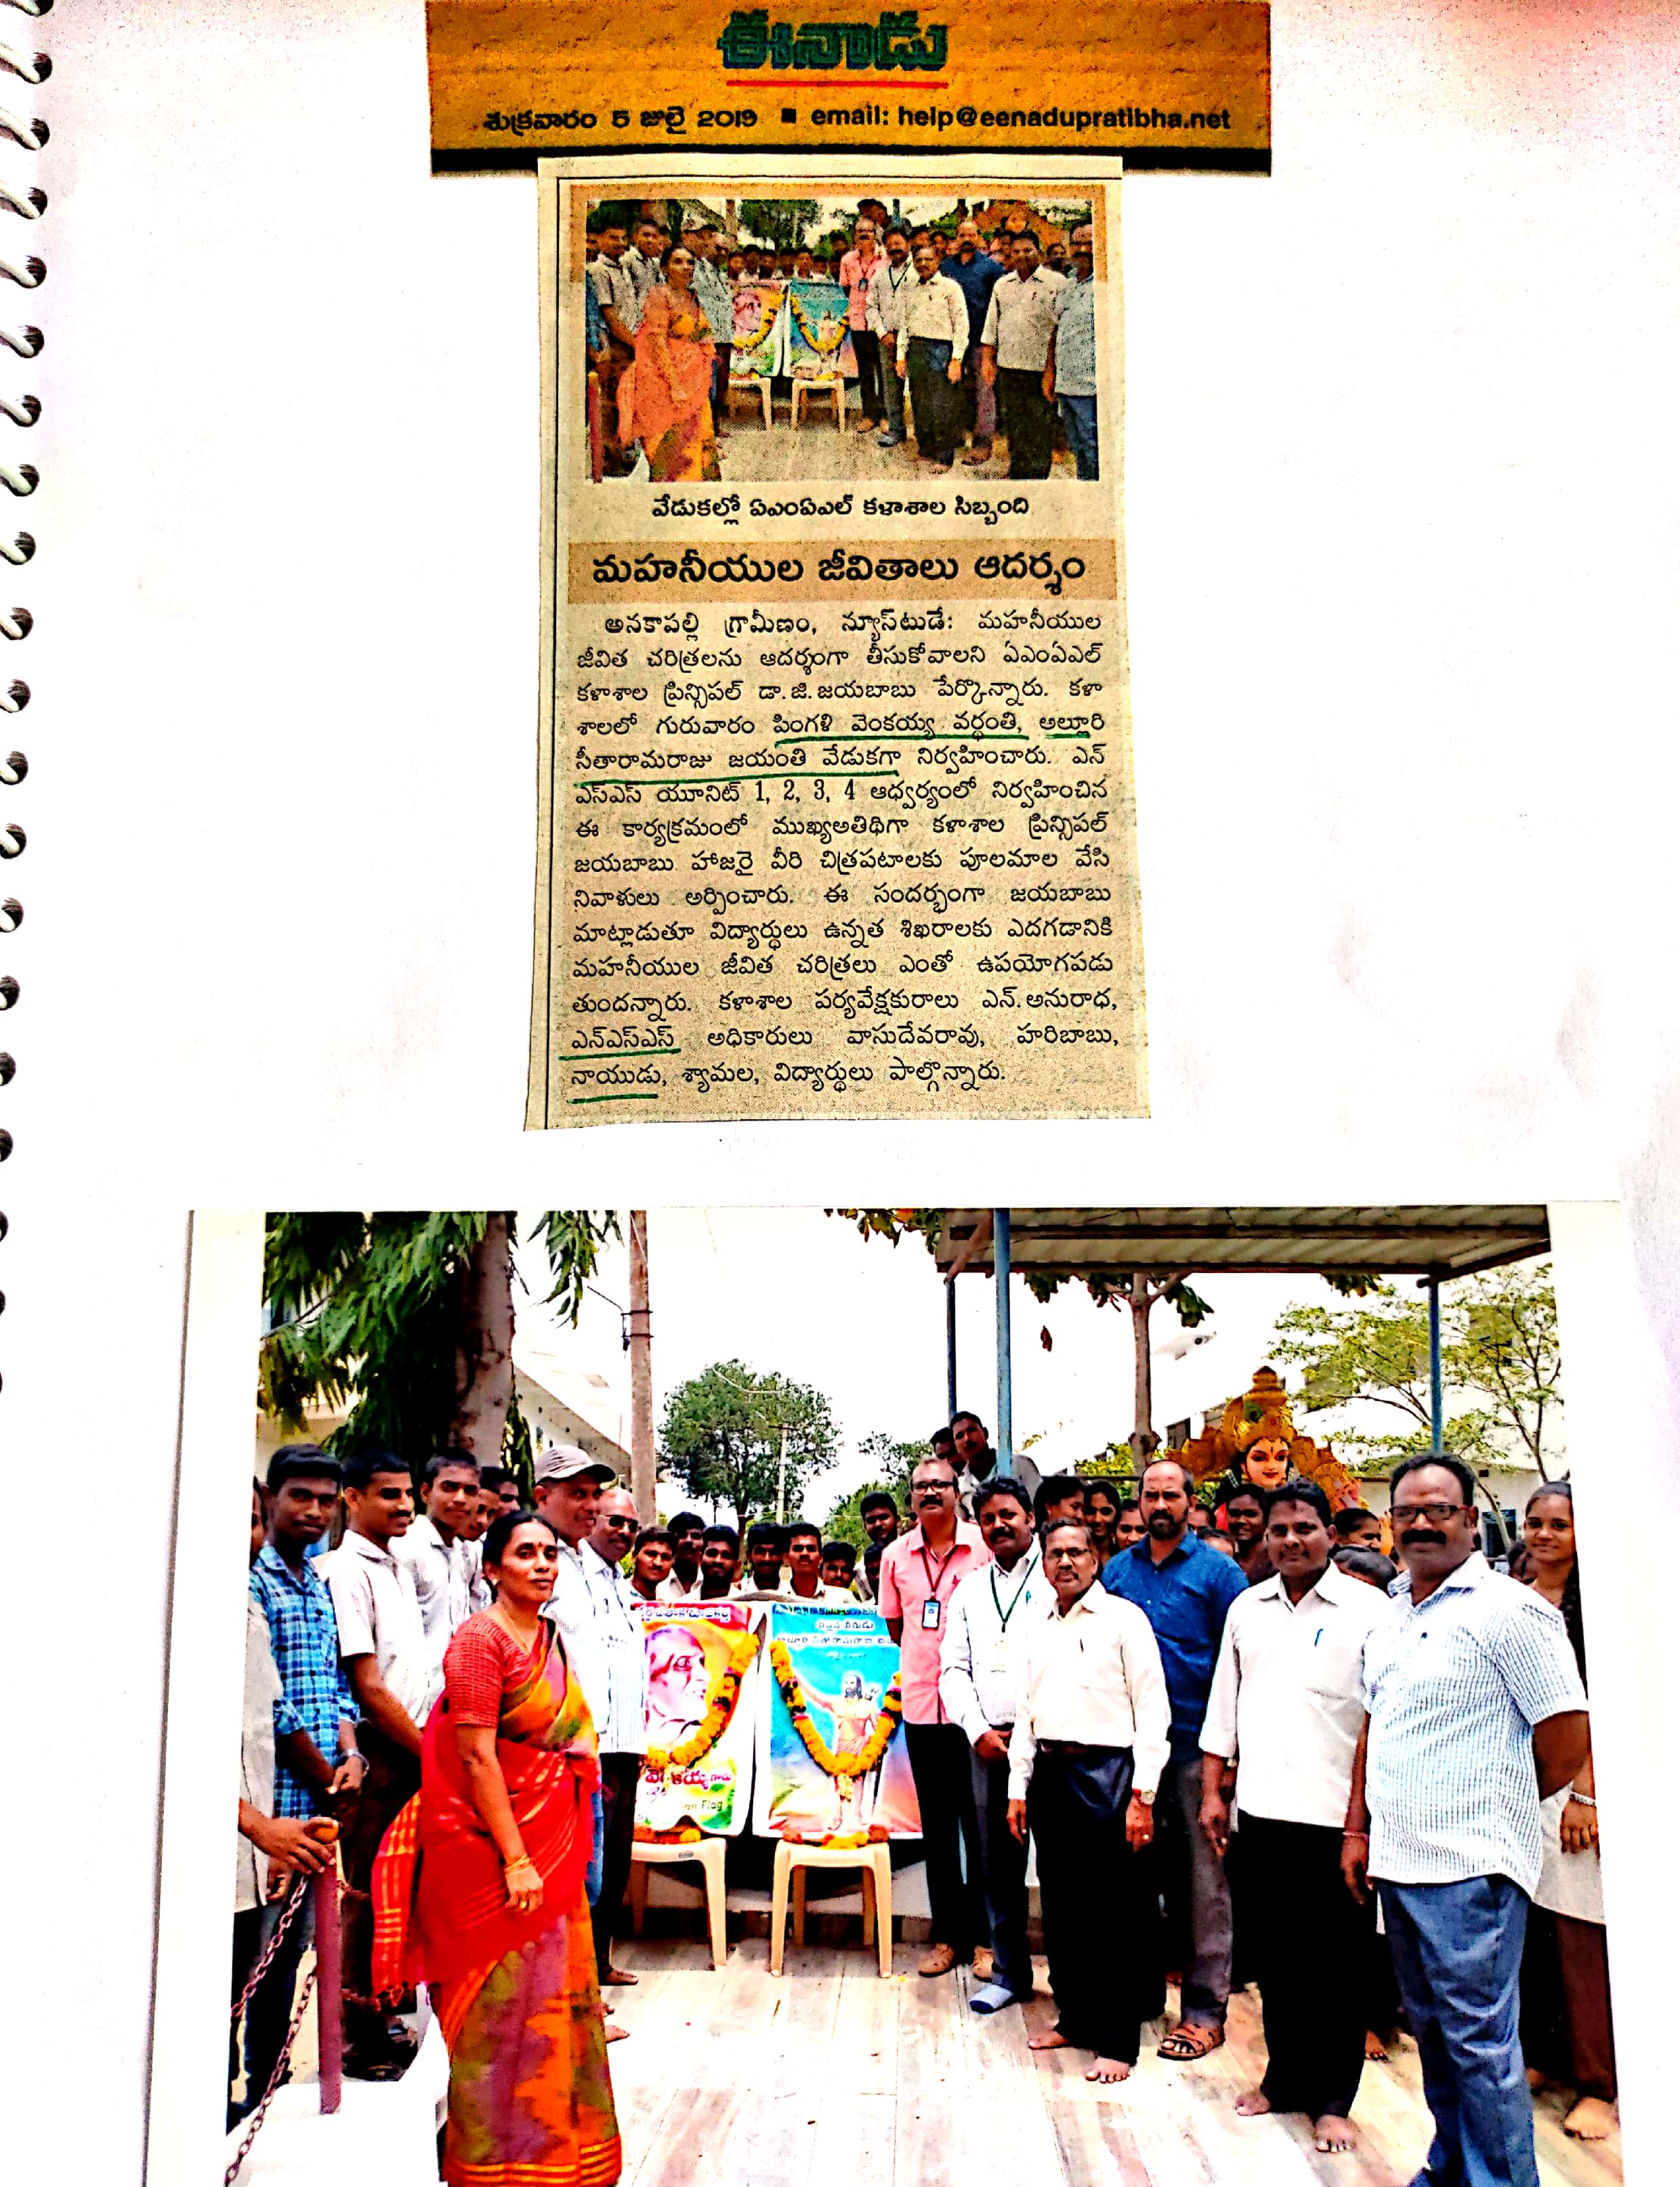 ఈనాడు
శుక్రవారం 5 జులై 2019 ■ email: help@eenadupratibha.net
వేడుకల్లో ఏఎంఏఎల్ కళాశాల సిబ్బంది
మహనీయుల జీవితాలు ఆదర్శం
అనకాపల్లి గ్రామీణం, న్యూస్‌టుడే: మహనీయుల
జీవిత చరిత్రలను ఆదర్శంగా తీసుకోవాలని ఏఎంఏఎల్
కళాశాల ప్రిన్సిపల్ డా.జి.జయబాబు పేర్కొన్నారు. కళా
శాలలో గురువారం పింగళి వెంకయ్య వర్ధంతి, అల్లూరి
సీతారామరాజు జయంతి వేడుకగా నిర్వహించారు. ఎన్
ఎస్ఎస్ యూనిట్ 1, 2, 3, 4 ఆధ్వర్యంలో నిర్వహించిన
ఈ కార్యక్రమంలో ముఖ్యఅతిథిగా కళాశాల ప్రిన్సిపల్
జయబాబు హాజరై వీరి చిత్రపటాలకు పూలమాల వేసి
నివాళులు అర్పించారు. ఈ సందర్భంగా జయబాబు
మాట్లాడుతూ విద్యార్థులు ఉన్నత శిఖరాలకు ఎదగడానికి
మహనీయుల జీవిత చరిత్రలు ఎంతో ఉపయోగపడు
తుందన్నారు. కళాశాల పర్యవేక్షకురాలు ఎన్.అనురాధ,
ఎన్ఎస్ఎస్ అధికారులు వాసుదేవరావు, హరిబాబు,
నాయుడు, శ్యామల, విద్యార్థులు పాల్గొన్నారు.
Flag